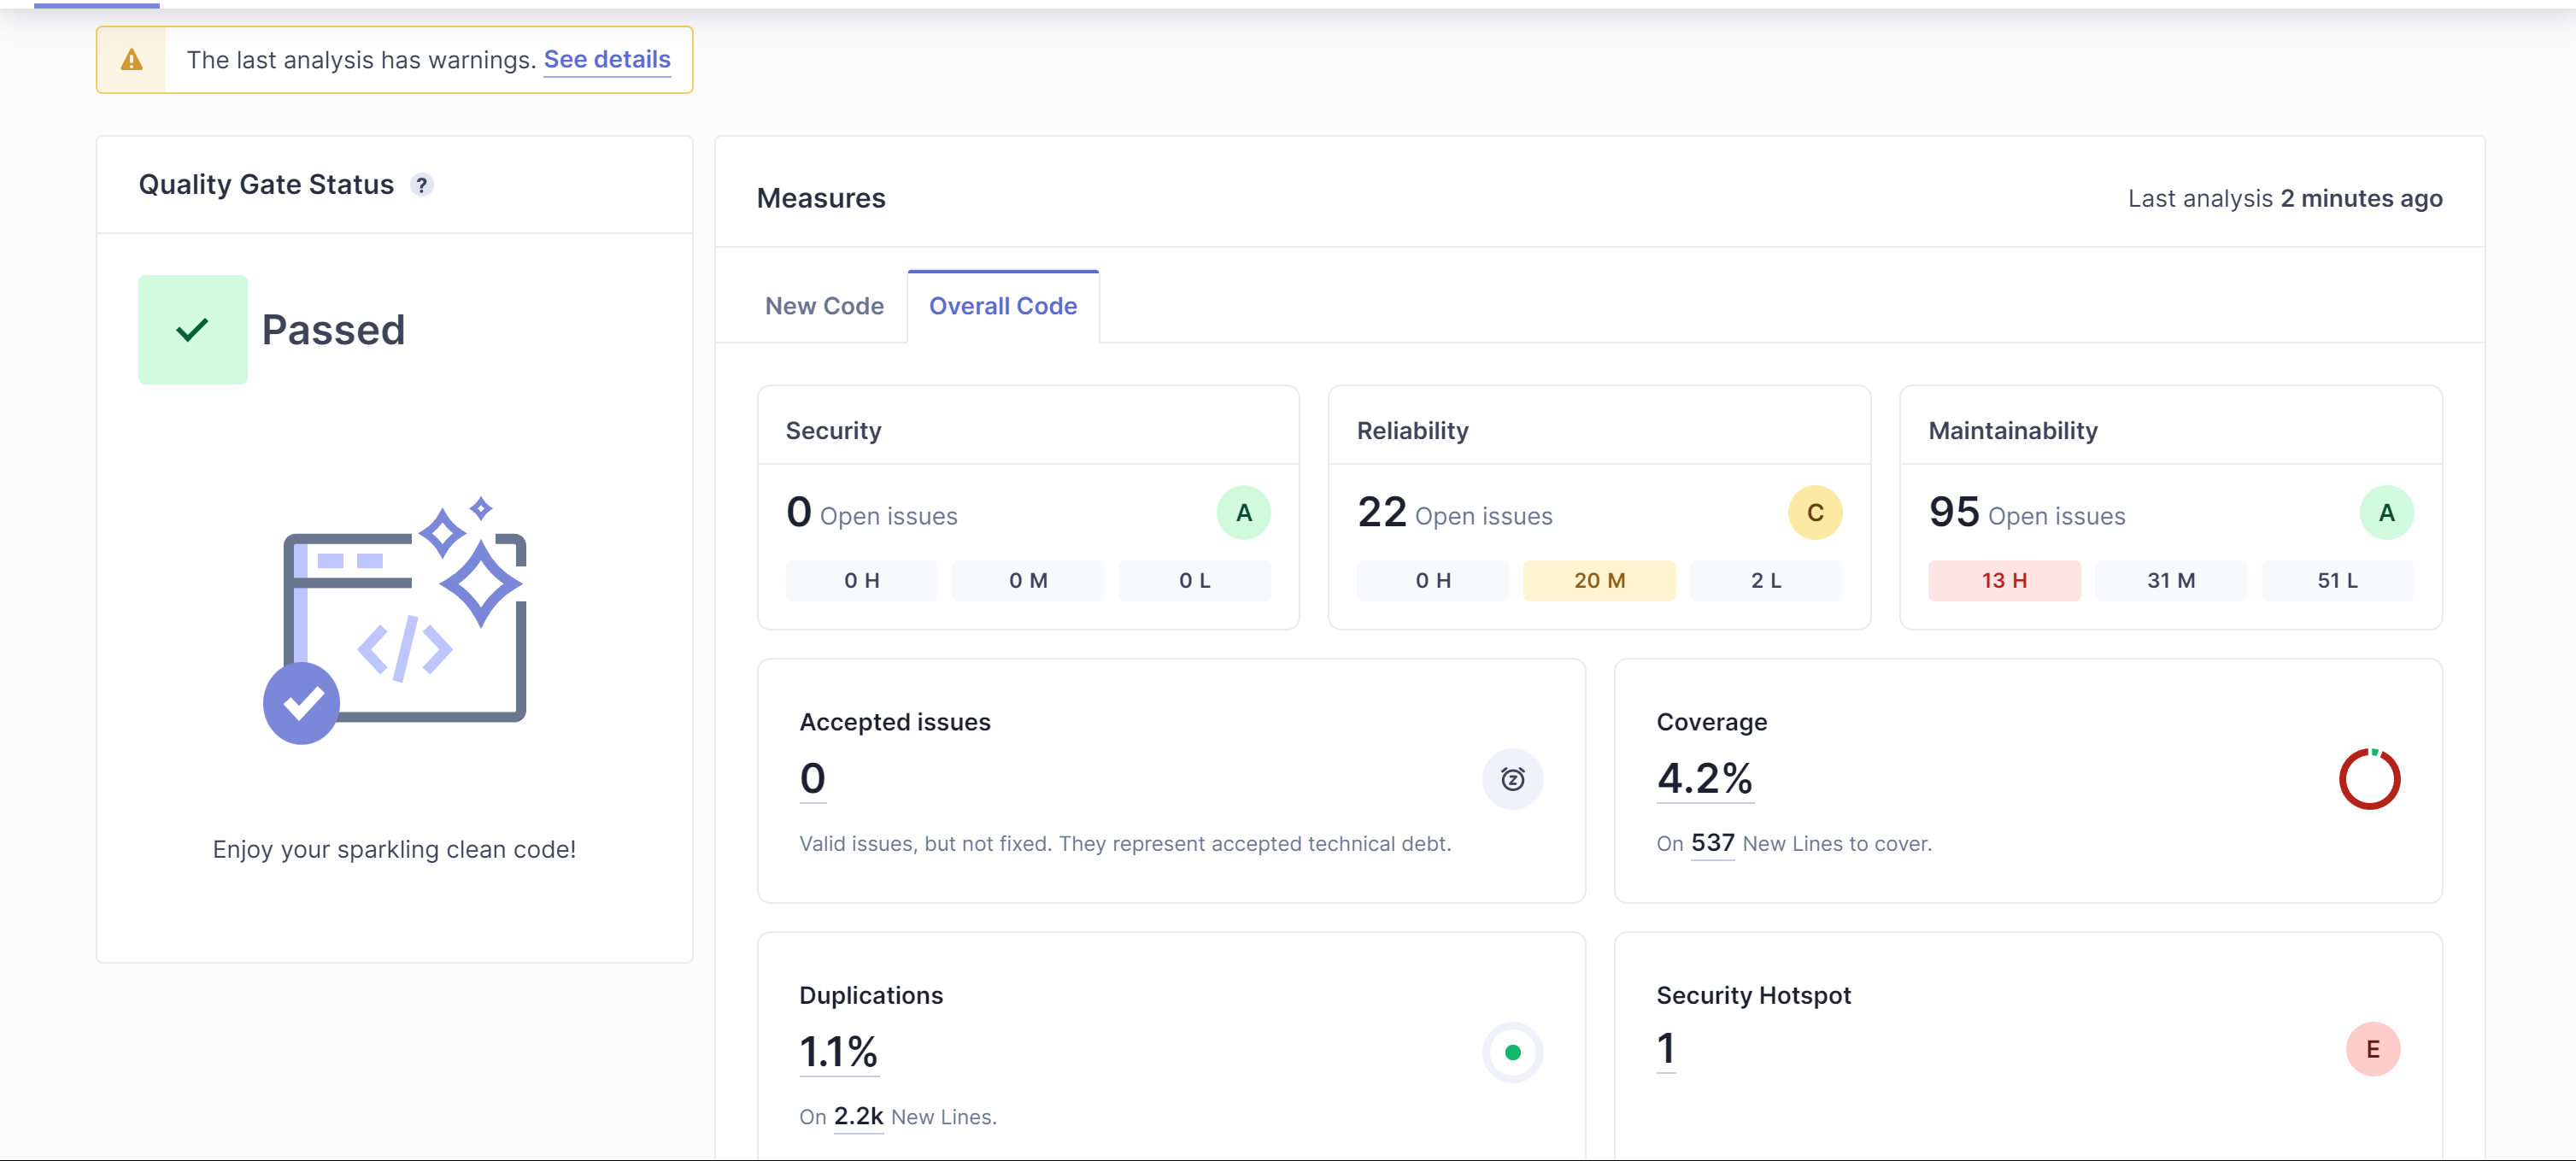 The last analysis has warnings. See details
Quality Gate Status ?
Passed
</>
Enjoy your sparkling clean code!
Measures
Last analysis 2 minutes ago
New Code
Overall Code
Security
0 Open issues
A
0 H
0 M
0 L
Reliability
22 Open issues
C
0 H
20 M
2 L
Maintainability
95 Open issues
A
13 H
31 M
51 L
Accepted issues
0
z
Valid issues, but not fixed. They represent accepted technical debt.
Coverage
4.2%
On 537 New Lines to cover.
Duplications
1.1%
On 2.2k New Lines.
Security Hotspot
1
E